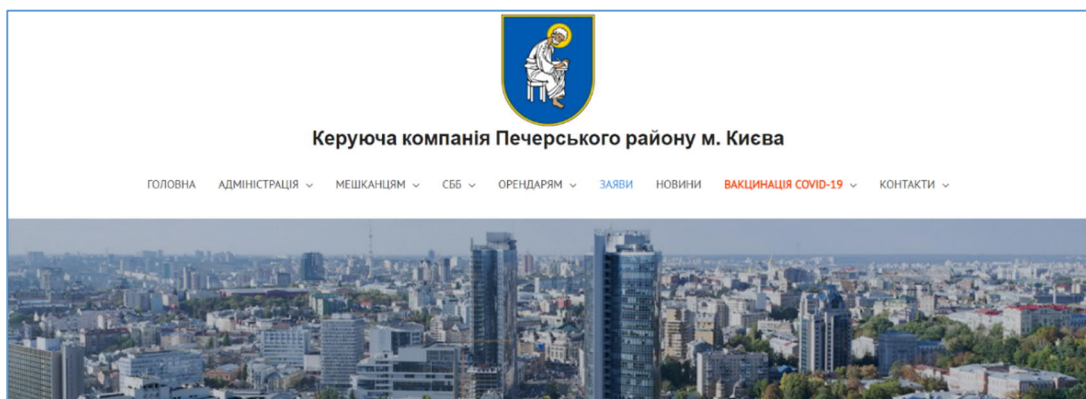 Керуюча компанія Печерського району м. Києва
ГОЛОВНА АДМІНІСТРАЦІЯ МЕШКАНЦЯМ СББ ОРЕНДАРЯМ ЗАЯВИ НОВИНИ ВАКЦИНАЦІЯ COVID-19 КОНТАКТИ